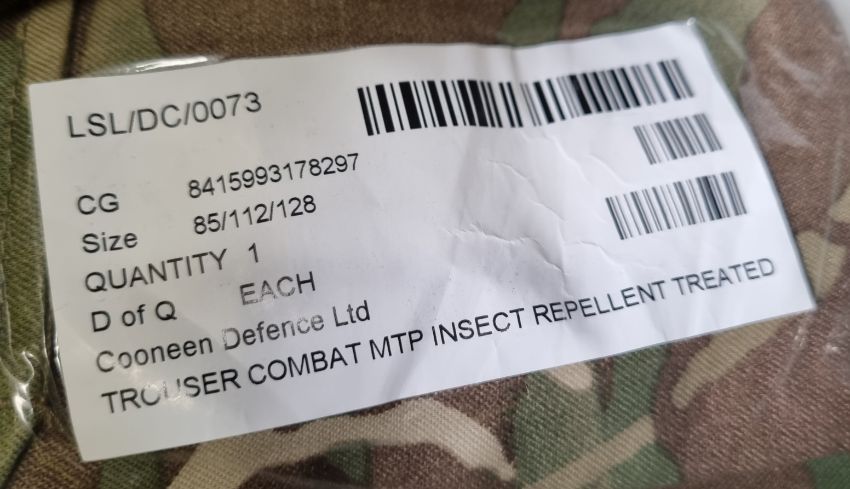 LSL/DC/0073
CG 8415993178297
Size 85/112/128
QUANTITY 1
D of Q EACH
Cooneen Defence Ltd
TROUSER COMBAT MTP INSECT REPELLENT TREATED